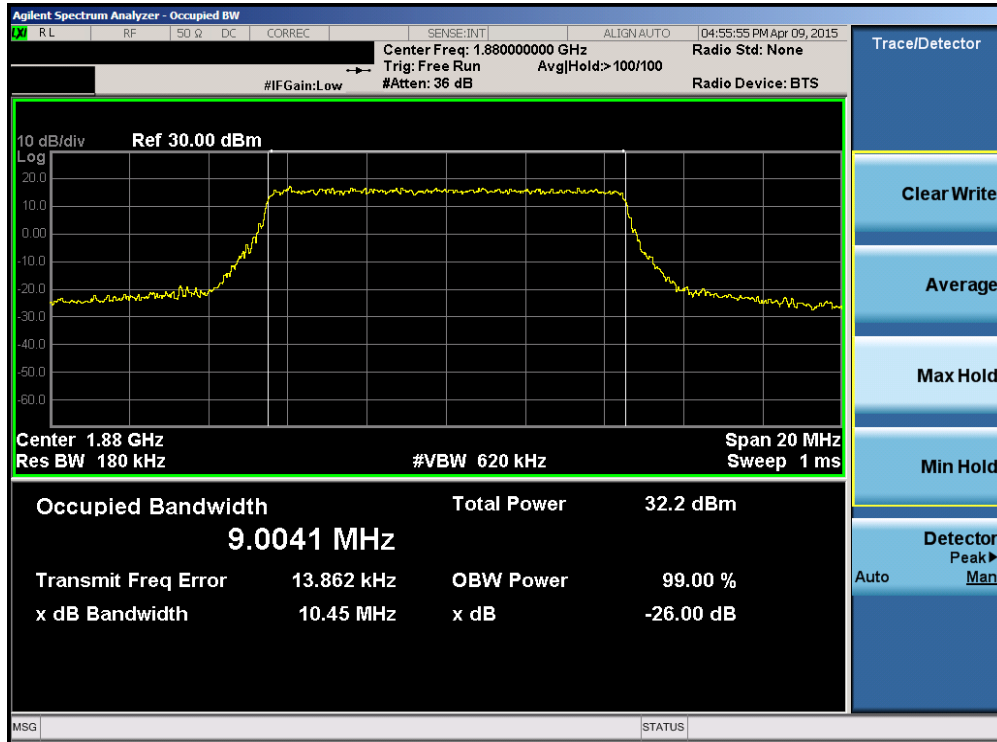 Agilent Spectrum Analyzer - Occupied BW
LXI RL RF 50 Ω DC CORREC SENSE:INT ALIGN AUTO 04:55:55 PM Apr 09, 2015
Center Freq: 1.880000000 GHz Radio Std: None
Trig: Free Run Avg|Hold:>100/100
#IFGain:Low #Atten: 36 dB Radio Device: BTS
10 dB/div Ref 30.00 dBm
Log
20.0
10.0
0.00
-10.0
-20.0
-30.0
-40.0
-50.0
-60.0
Center 1.88 GHz Span 20 MHz
Res BW 180 kHz #VBW 620 kHz Sweep 1 ms
Occupied Bandwidth Total Power 32.2 dBm
9.0041 MHz
Transmit Freq Error 13.862 kHz OBW Power 99.00 %
x dB Bandwidth 10.45 MHz x dB -26.00 dB
MSG STATUS
Trace/Detector
Clear Write
Average
Max Hold
Min Hold
Detector
Peak▶
Auto Man